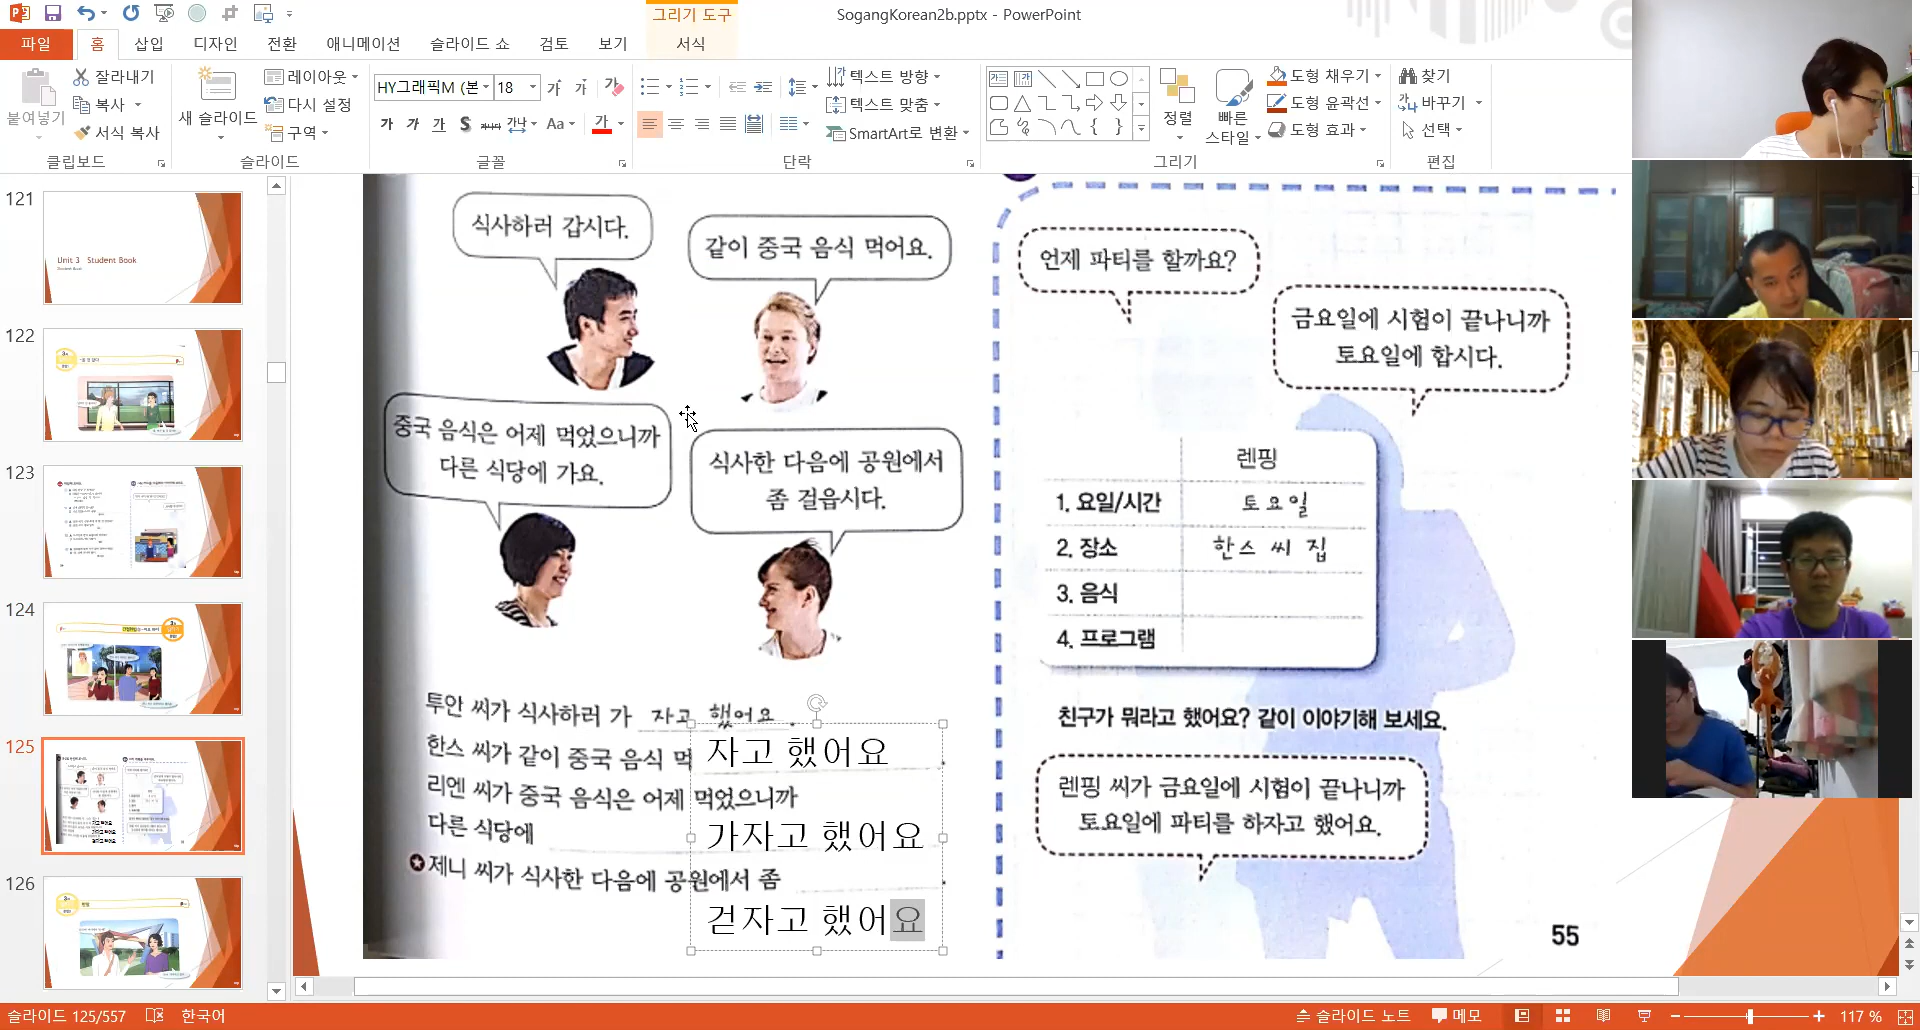 SogangKorean2b.pptx - PowerPoint
그리기 도구
파일 홈 삽입 디자인 전환 애니메이션 슬라이드 쇼 검토 보기 서식
붙여넣기
잘라내기
복사
서식 복사
클립보드
새 슬라이드
레이아웃
다시 설정
구역
슬라이드
HY그래픽M (본
18
글꼴
텍스트 방향
텍스트 맞춤
SmartArt로 변환
단락
정렬
빠른
스타일
도형 채우기
도형 윤곽선
도형 효과
그리기
찾기
바꾸기
선택
편집
121
Unit 3 Student Book
122
123
124
125
126
식사하러 갑시다.
같이 중국 음식 먹어요.
중국 음식은 어제 먹었으니까
다른 식당에 가요.
식사한 다음에 공원에서
좀 걸읍시다.
투안 씨가 식사하러 가 자고 했어요.
한스 씨가 같이 중국 음식 먹 자고 했어요.
리엔 씨가 중국 음식은 어제 먹었으니까
다른 식당에 가자고 했어요
제니 씨가 식사한 다음에 공원에서 좀
걷자고 했어요
언제 파티를 할까요?
금요일에 시험이 끝나니까
토요일에 합시다.
렌핑
1. 요일/시간 토요일
2. 장소 한스 씨 집
3. 음식
4. 프로그램
친구가 뭐라고 했어요? 같이 이야기해 보세요.
렌핑 씨가 금요일에 시험이 끝나니까
토요일에 파티를 하자고 했어요.
55
슬라이드 125/557 한국어 슬라이드 노트 메모 117 %